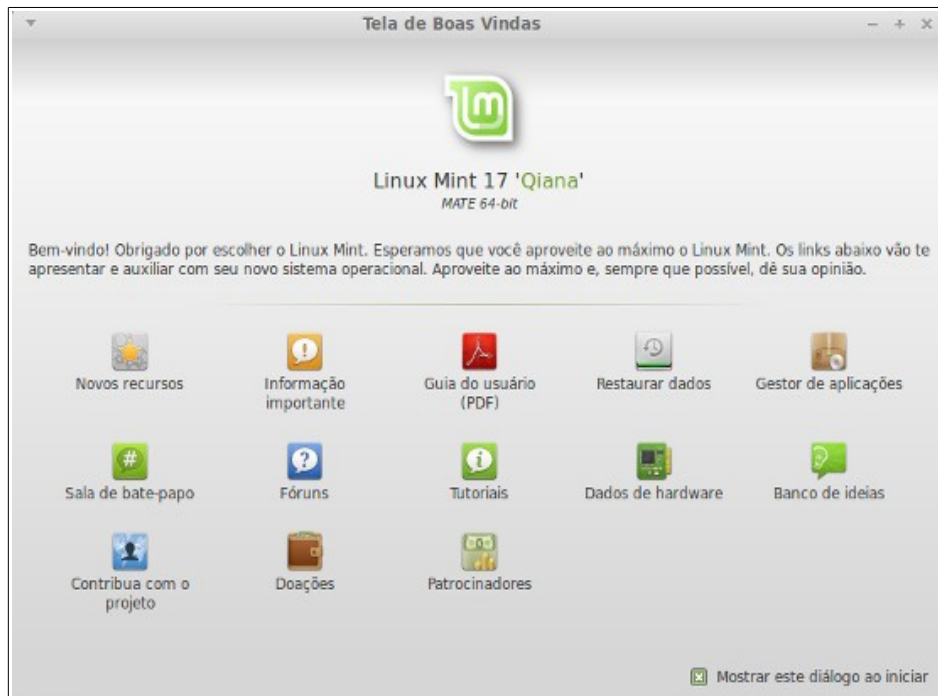 Tela de Boas Vindas
Linux Mint 17 'Qiana'
MATE 64-bit
Bem-vindo! Obrigado por escolher o Linux Mint. Esperamos que você aproveite ao máximo o Linux Mint. Os links abaixo vão te
apresentar e auxiliar com seu novo sistema operacional. Aproveite ao máximo e, sempre que possível, dê sua opinião.
Novos recursos
Informação
importante
Guia do usuário
(PDF)
Restaurar dados
Gestor de aplicações
Sala de bate-papo
Fóruns
Tutoriais
Dados de hardware
Banco de ideias
Contribua com o
projeto
Doações
Patrocinadores
Mostrar este diálogo ao iniciar